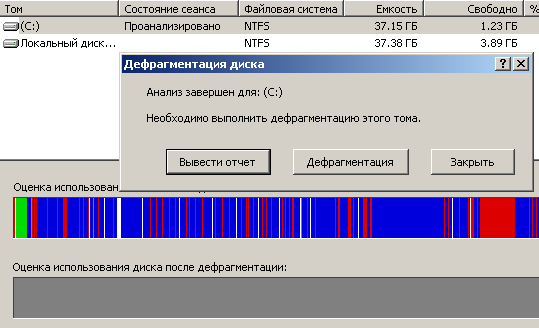 Том Состояние сеанса Файловая система Емкость Свободно %
(C:) Проанализировано NTFS 37.15 ГБ 1.23 ГБ
Локальный диск... NTFS 37.38 ГБ 3.89 ГБ
Дефрагментация диска
Анализ завершен для: (C:)
Необходимо выполнить дефрагментацию этого тома.
Вывести отчет Дефрагментация Закрыть
Оценка использован
Оценка использования диска после дефрагментации: